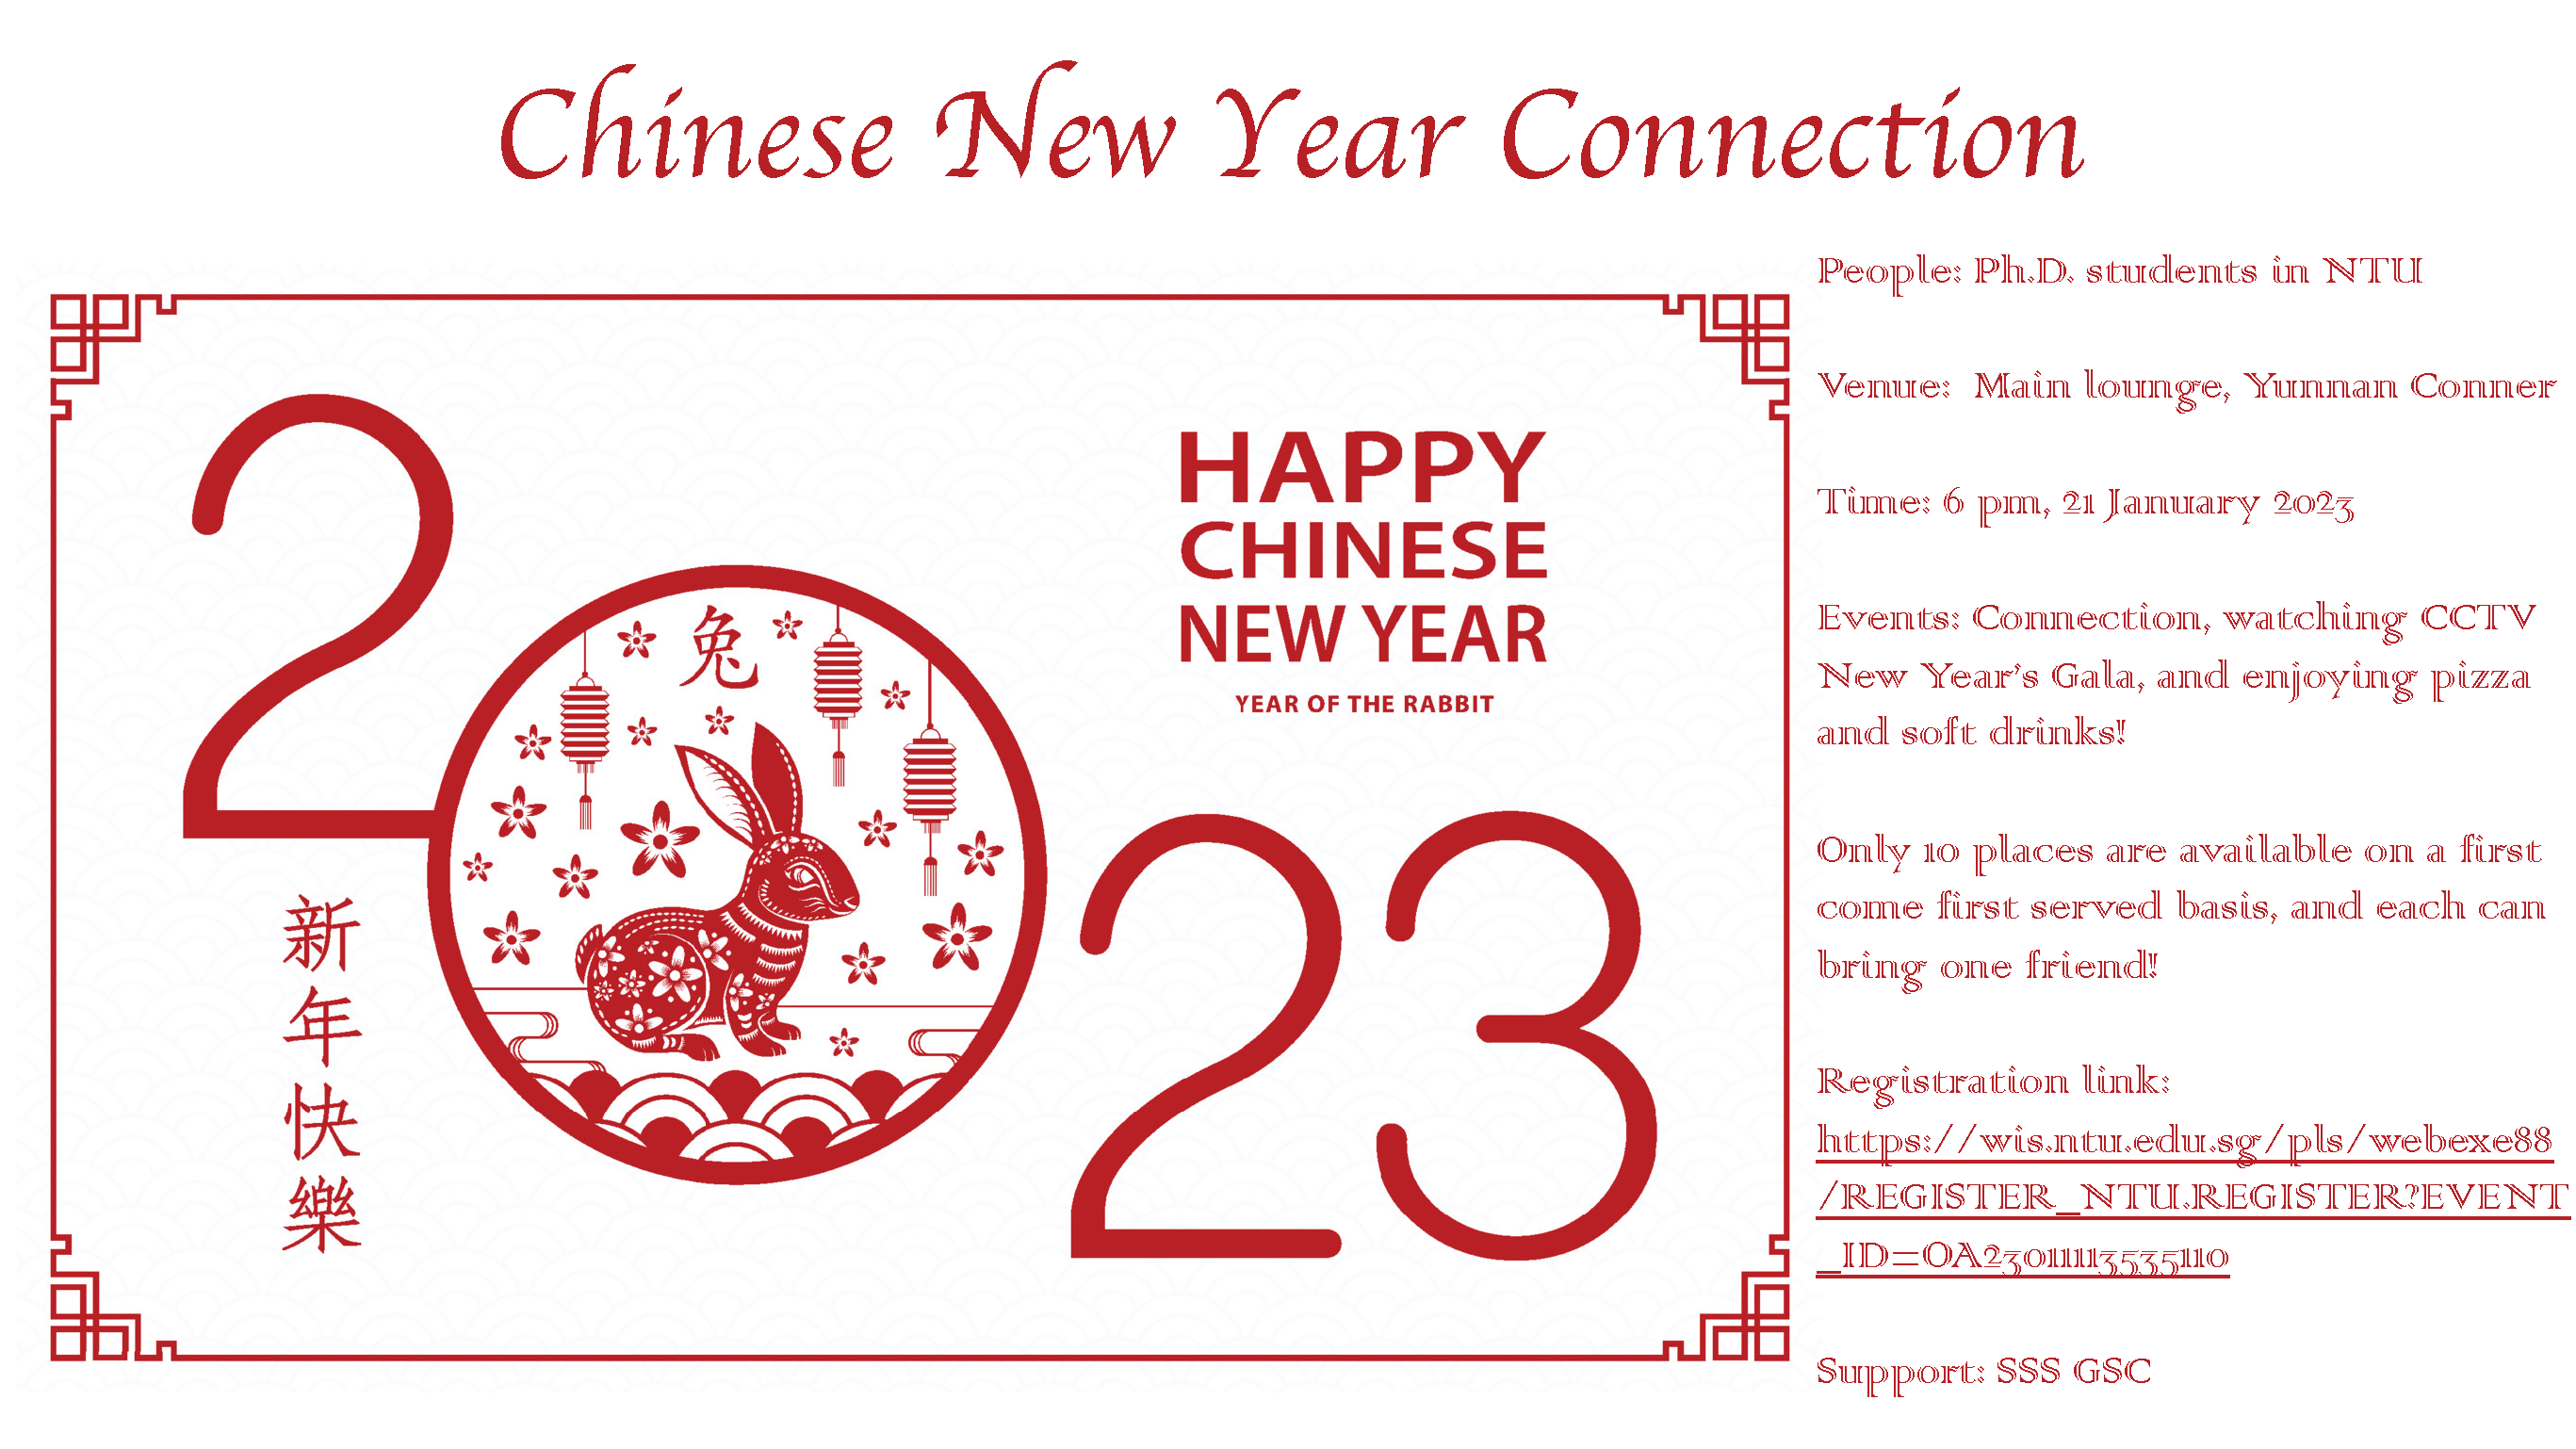 Chinese New Year Connection
People: Ph.D. students in NTU
Venue: Main lounge, Yunnan Conner
Time: 6 pm, 21 January 2023
Events: Connection, watching CCTV
New Year's Gala, and enjoying pizza
and soft drinks!
Only 10 places are available on a first
come first served basis, and each can
bring one friend!
Registration link:
https://wis.ntu.edu.sg/pls/webexe88
/REGISTER_NTU.REGISTER?EVENT
_ID=OA23011113535110
Support: SSS GSC
2023
HAPPY
CHINESE
NEW YEAR
YEAR OF THE RABBIT
兔
新
年
快
樂